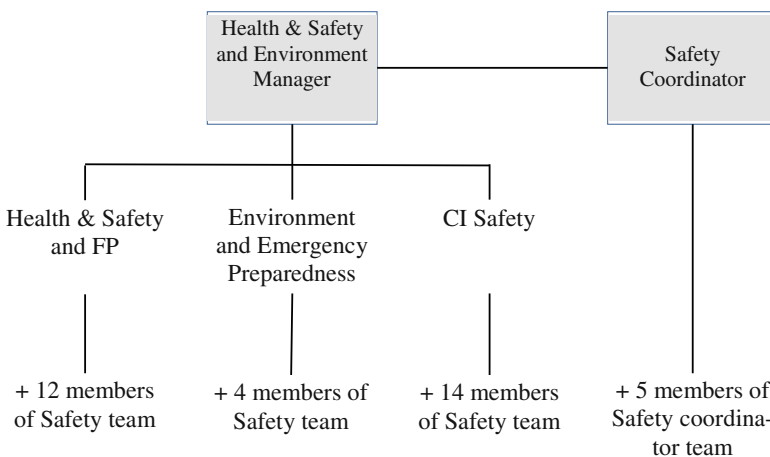 Health & Safety
and Environment
Manager
Safety
Coordinator
Health & Safety
and FP
Environment
and Emergency
Preparedness
CI Safety
+ 12 members
of Safety team
+ 4 members of
Safety team
+ 14 members
of Safety team
+ 5 members of
Safety coordina-
tor team